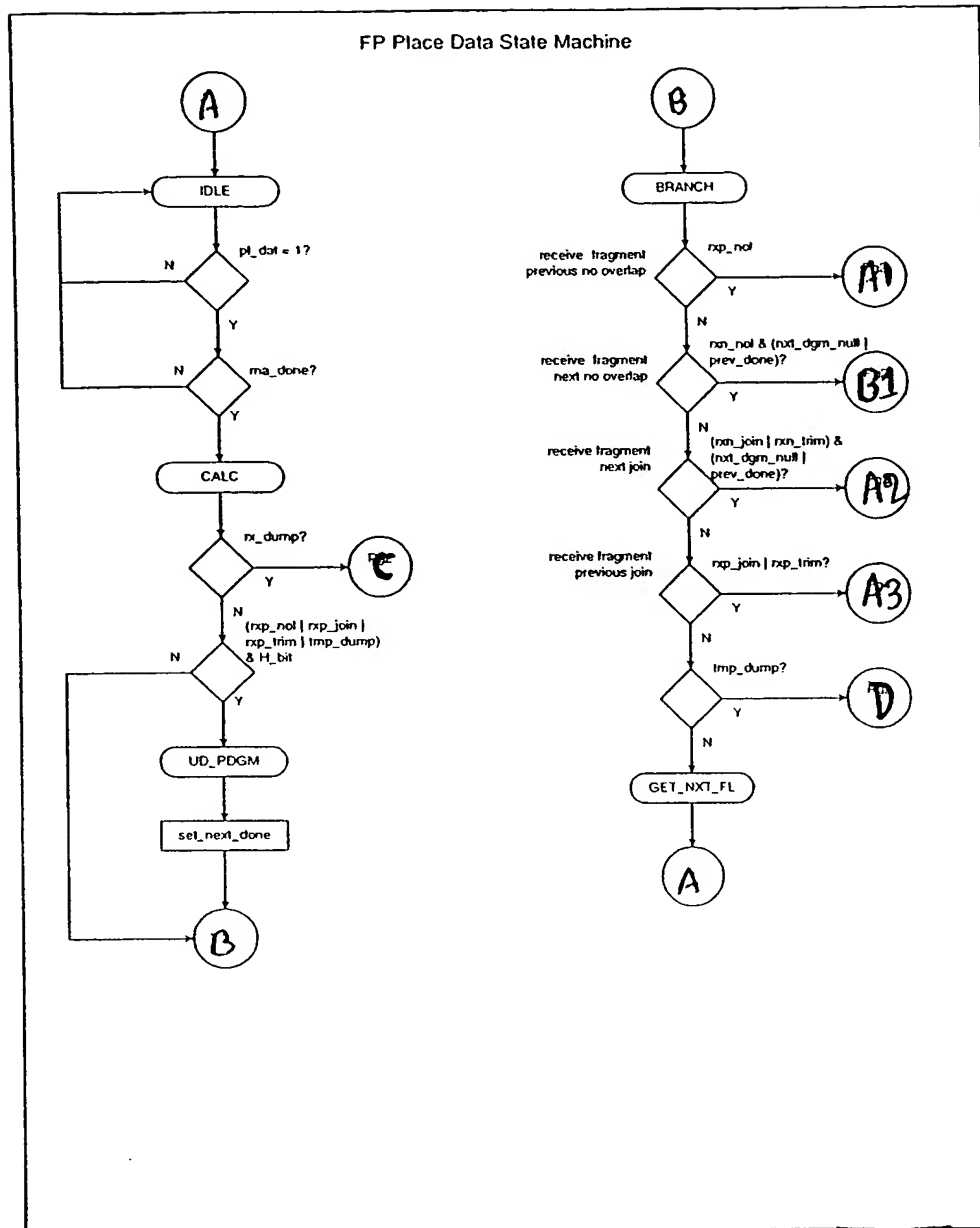 FP Place Data State Machine
A
IDLE
pl_dat = 1?
N
Y
N
ma_done?
Y
CALC
rx_dump?
C
Y
N
(rxp_nol | rxp_join |
rxp_trim | tmp_dump)
& H_bit
N
Y
UD_PDGM
set_next_done
B
B
BRANCH
rxp_nol
receive fragment
previous no overlap
A1
Y
N
rxn_nol & (nxt_dgm_null |
prev_done)?
receive fragment
next no overlap
B1
Y
N
(rxn_join | rxn_trim) &
(nxt_dgm_null |
prev_done)?
receive fragment
next join
A2
Y
N
receive fragment
previous join
rxp_join | rxp_trim?
A3
Y
N
tmp_dump?
D
Y
N
GET_NXT_FL
A